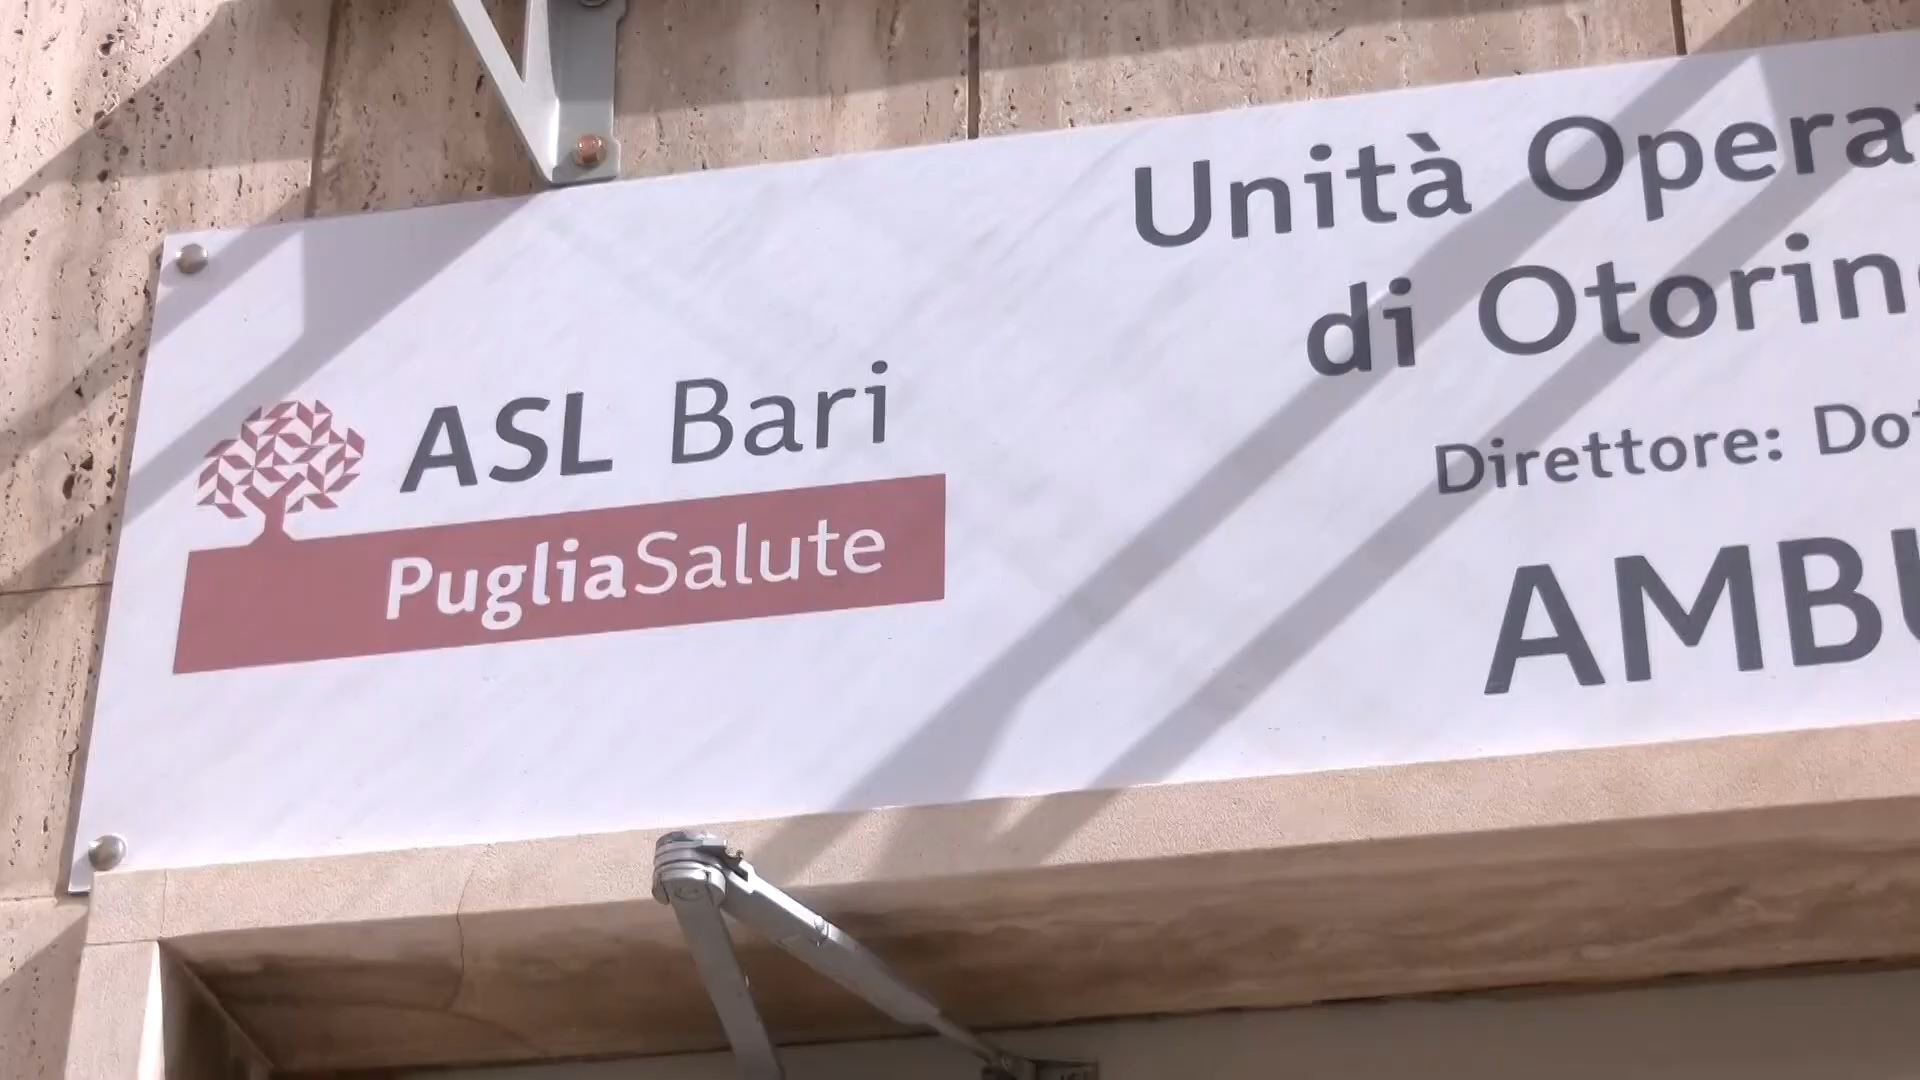 ASL Bari
PugliaSalute
Unità Opera
di Otorin
Direttore: Do
AMBU